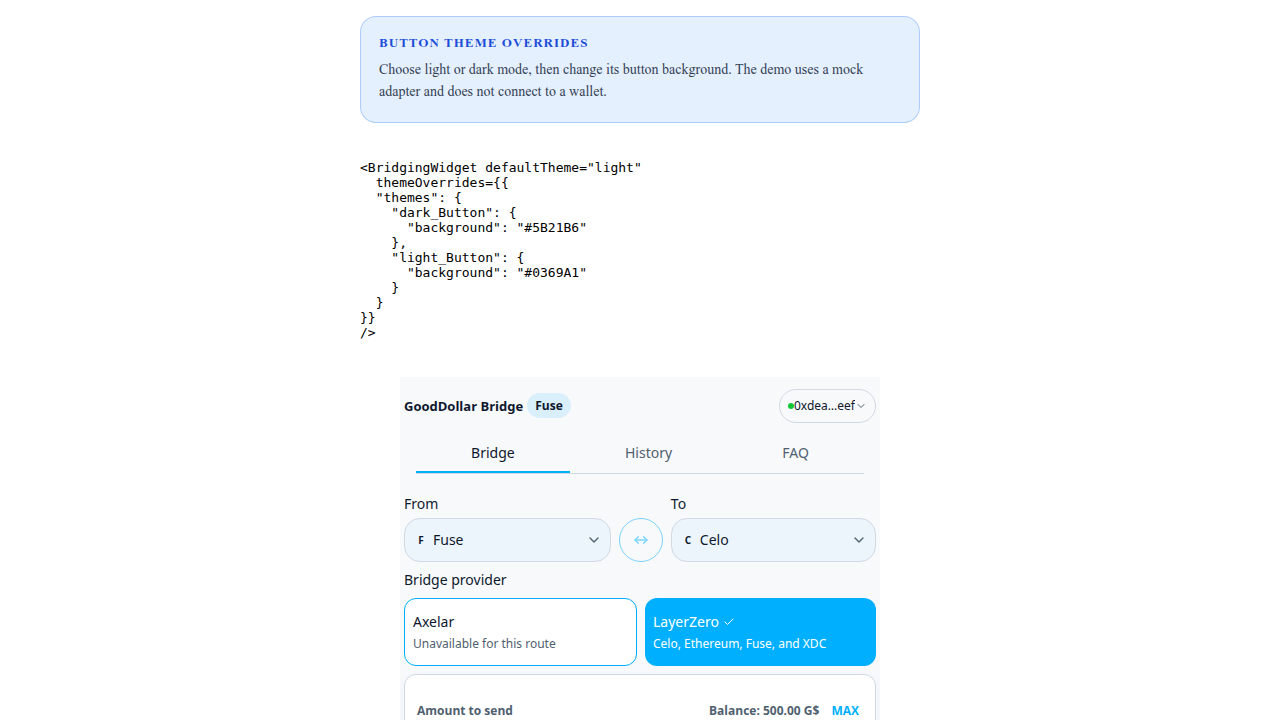 BUTTON THEME OVERRIDES
Choose light or dark mode, then change its button background. The demo uses a mock
adapter and does not connect to a wallet.
<BridgingWidget defaultTheme="light"
  themeOverrides={{
  "themes": {
    "dark_Button": {
      "background": "#5B21B6"
    },
    "light_Button": {
      "background": "#0369A1"
    }
  }
}}
/>
GoodDollar Bridge Fuse 0xdea...eef
Bridge History FAQ
From To
F Fuse C Celo
Bridge provider
Axelar LayerZero
Unavailable for this route Celo, Ethereum, Fuse, and XDC
Amount to send Balance: 500.00 G$ MAX